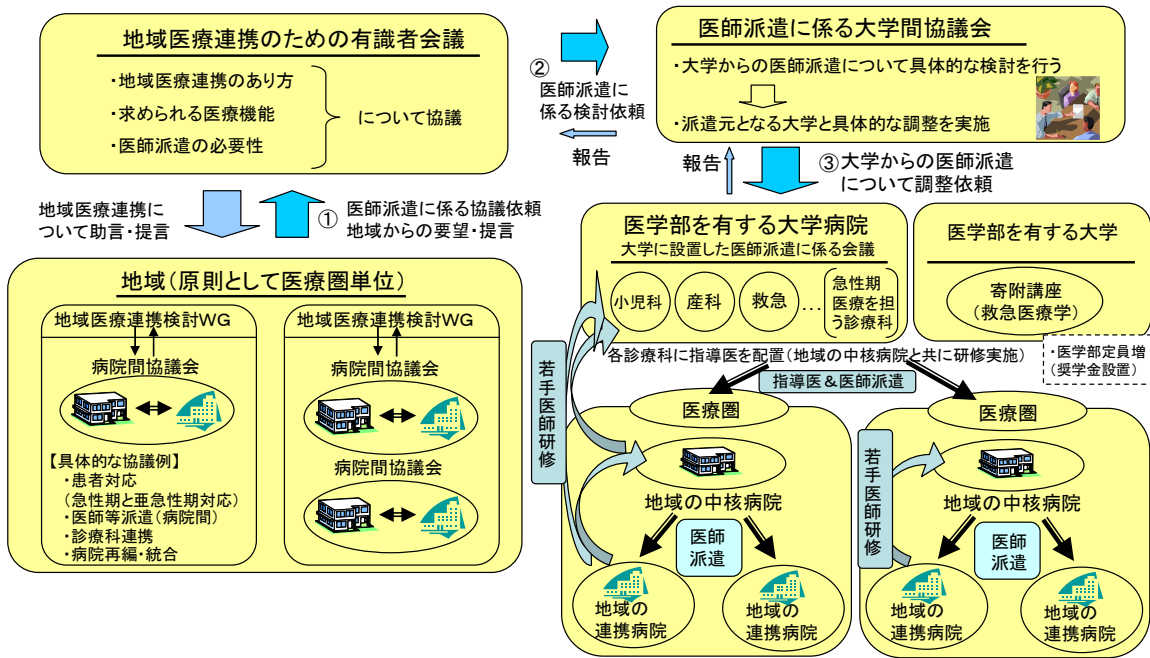 地域医療連携のための有識者会議
・地域医療連携のあり方
・求められる医療機能
・医師派遣の必要性
について協議
②
医師派遣に
係る検討依頼
報告
医師派遣に係る大学間協議会
・大学からの医師派遣について具体的な検討を行う
・派遣元となる大学と具体的な調整を実施
報告
③大学からの医師派遣
について調整依頼
地域医療連携に
ついて助言・提言
①
医師派遣に係る協議依頼
地域からの要望・提言
地域(原則として医療圏単位)
地域医療連携検討WG
病院間協議会
【具体的な協議例】
・患者対応
(急性期と亜急性期対応)
・医師等派遣(病院間)
・診療科連携
・病院再編・統合
地域医療連携検討WG
病院間協議会
病院間協議会
医学部を有する大学病院
大学に設置した医師派遣に係る会議
小児科
産科
救急
…
急性期
医療を担
う診療科
医学部を有する大学
寄附講座
(救急医療学)
各診療科に指導医を配置(地域の中核病院と共に研修実施)
・医学部定員増
(奨学金設置)
指導医&医師派遣
若手医師研修
医療圏
地域の中核病院
医師
派遣
地域の
連携病院
地域の
連携病院
若手医師研修
医療圏
地域の中核病院
医師
派遣
地域の
連携病院
地域の
連携病院